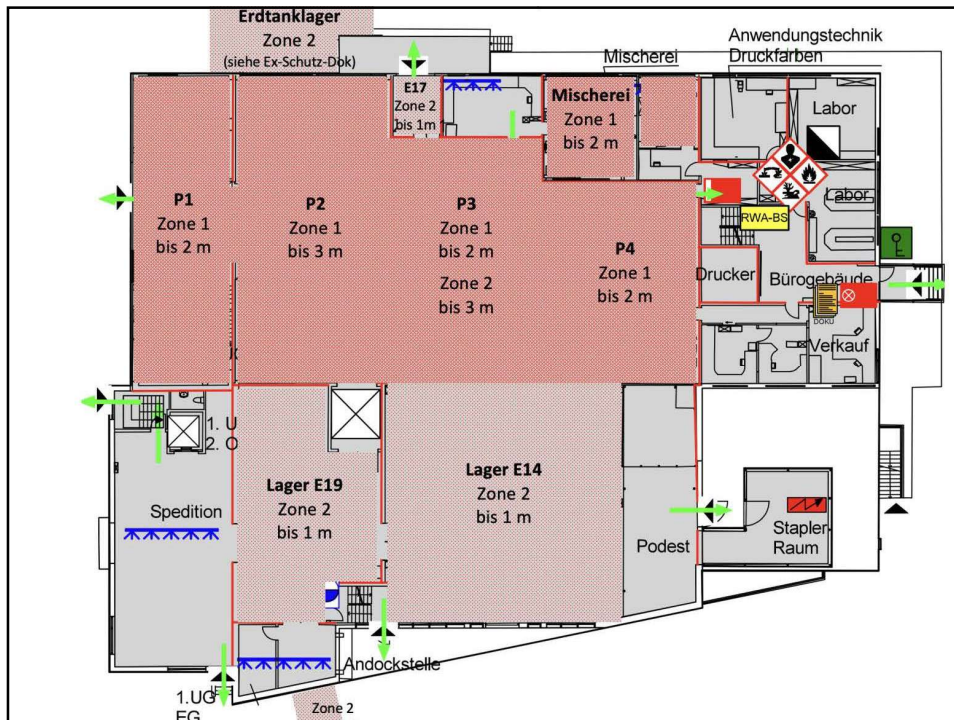 Erdtanklager
Zone 2
(siehe Ex-Schutz-Dok)
Mischerei
Anwendungstechnik
Druckfarben
E17
Zone 2
bis 1m
Mischerei
Zone 1
bis 2 m
Labor
Labor
RWA-BS
P1
Zone 1
bis 2 m
P2
Zone 1
bis 3 m
P3
Zone 1
bis 2 m
Zone 2
bis 3 m
P4
Zone 1
bis 2 m
Drucker
Bürogebäude
DOKU
Verkauf
1. U
2. O
Spedition
Lager E19
Zone 2
bis 1 m
Lager E14
Zone 2
bis 1 m
Podest
Stapler
Raum
Andockstelle
1.UG
EG
Zone 2